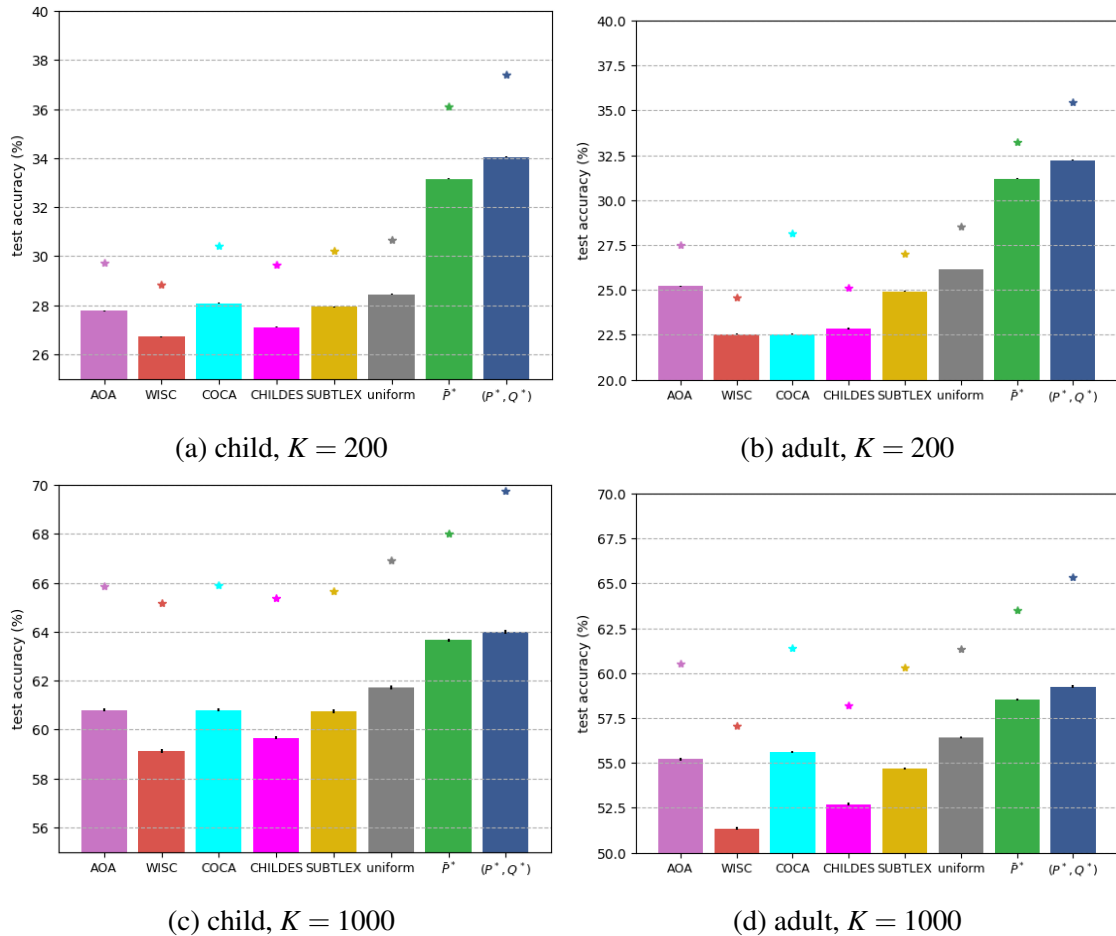 40
38
36
34
32
30
28
26
test accuracy (%)
AOA WISC COCA CHILDES SUBTLEX uniform P̄* (P*, Q*)
(a) child, K = 200
40.0
37.5
35.0
32.5
30.0
27.5
25.0
22.5
20.0
test accuracy (%)
AOA WISC COCA CHILDES SUBTLEX uniform P̄* (P*, Q*)
(b) adult, K = 200
70
68
66
64
62
60
58
56
test accuracy (%)
AOA WISC COCA CHILDES SUBTLEX uniform P̄* (P*, Q*)
(c) child, K = 1000
70.0
67.5
65.0
62.5
60.0
57.5
55.0
52.5
50.0
test accuracy (%)
AOA WISC COCA CHILDES SUBTLEX uniform P̄* (P*, Q*)
(d) adult, K = 1000